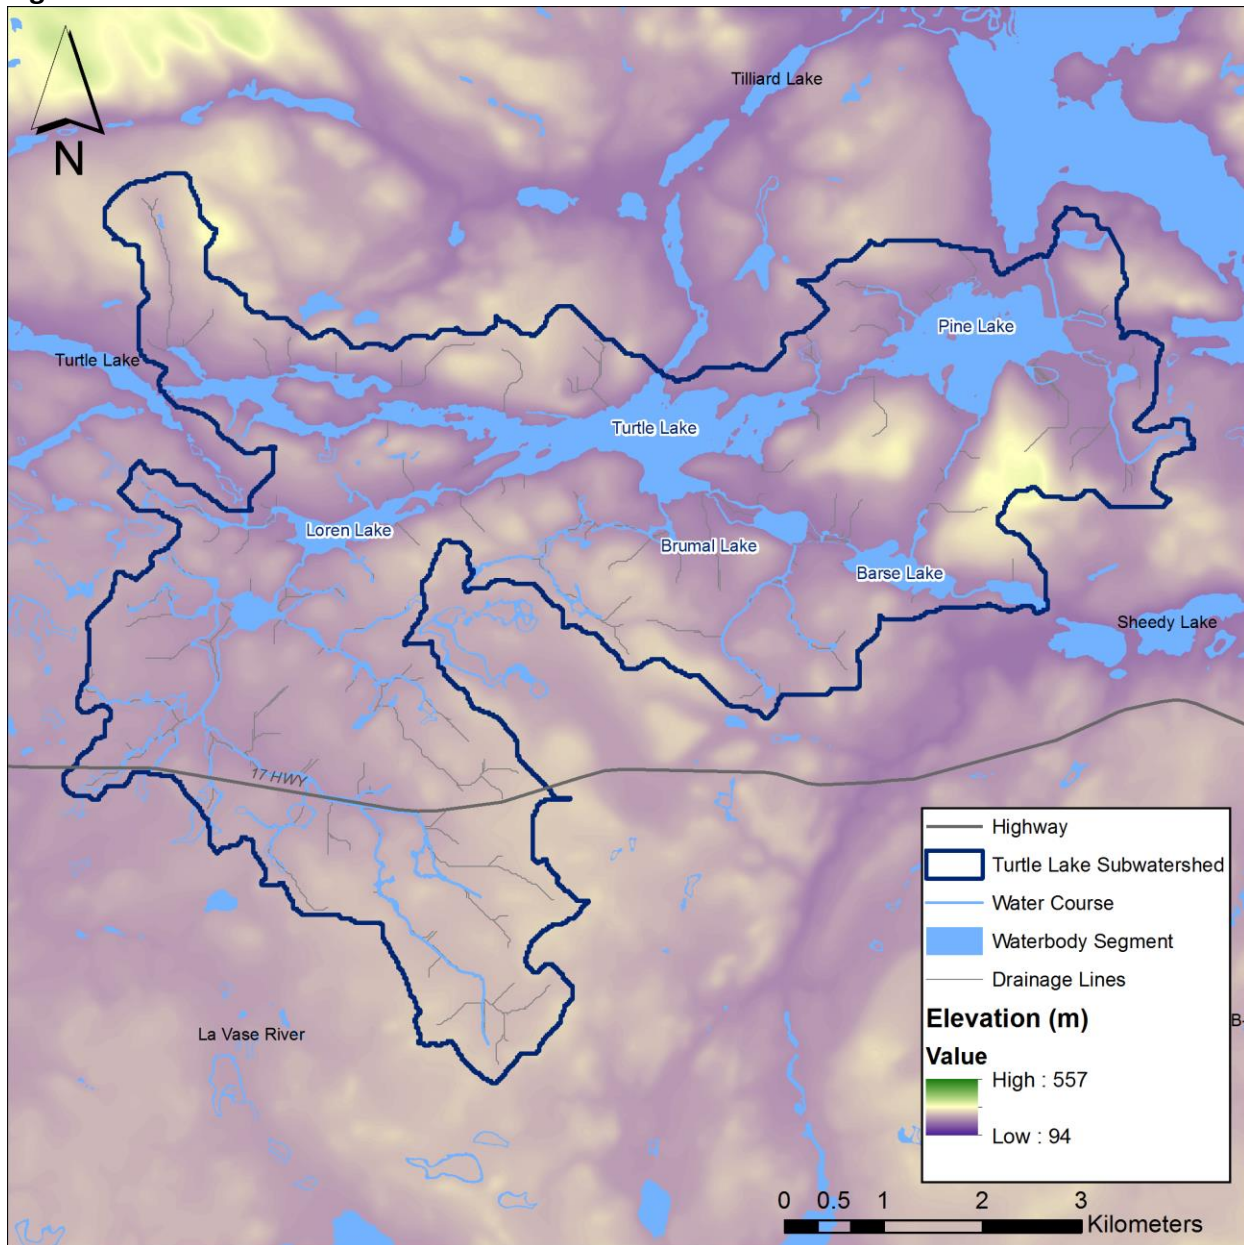 N
Tilliard Lake
Pine Lake
Turtle Lake
Turtle Lake
Loren Lake
Brumal Lake
Barse Lake
Sheedy Lake
17 HWY
La Vase River
Highway
Turtle Lake Subwatershed
Water Course
Waterbody Segment
Drainage Lines
Elevation (m)
Value
High : 557
Low : 94
B-
0 0.5 1 2 3
Kilometers